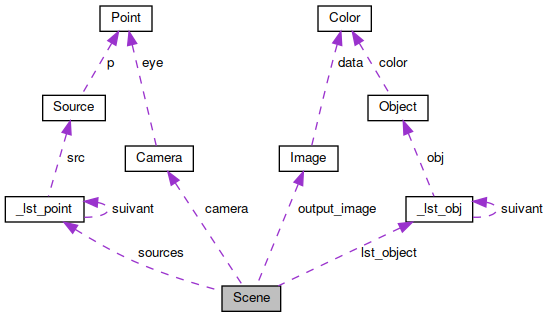 Point
Color
p
eye
data
color
Source
Object
Camera
Image
src
obj
_lst_point
suivant
camera
output_image
_lst_obj
suivant
sources
lst_object
Scene